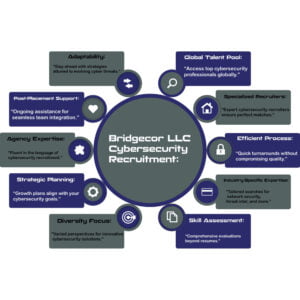 Bridgecor LLC
Cybersecurity
Recruitment:
Adaptability:
"Stay ahead with strategies
attuned to evolving cyber threats."
Post-Placement Support:
"Ongoing assistance for
seamless team integration."
Agency Expertise:
"Fluent in the language of
cybersecurity recruitment."
Strategic Planning:
"Growth plans align with your
cybersecurity goals."
Diversity Focus:
"Varied perspectives for innovative
cybersecurity solutions."
Global Talent Pool:
"Access top cybersecurity
professionals globally."
Specialized Recruiters:
"Expert cybersecurity recruiters
ensure perfect matches."
Efficient Process:
"Quick turnarounds without
compromising quality."
Industry-Specific Expertise:
"Tailored searches for
network security,
threat intel, and more."
Skill Assessment:
"Comprehensive evaluations
beyond resumes."